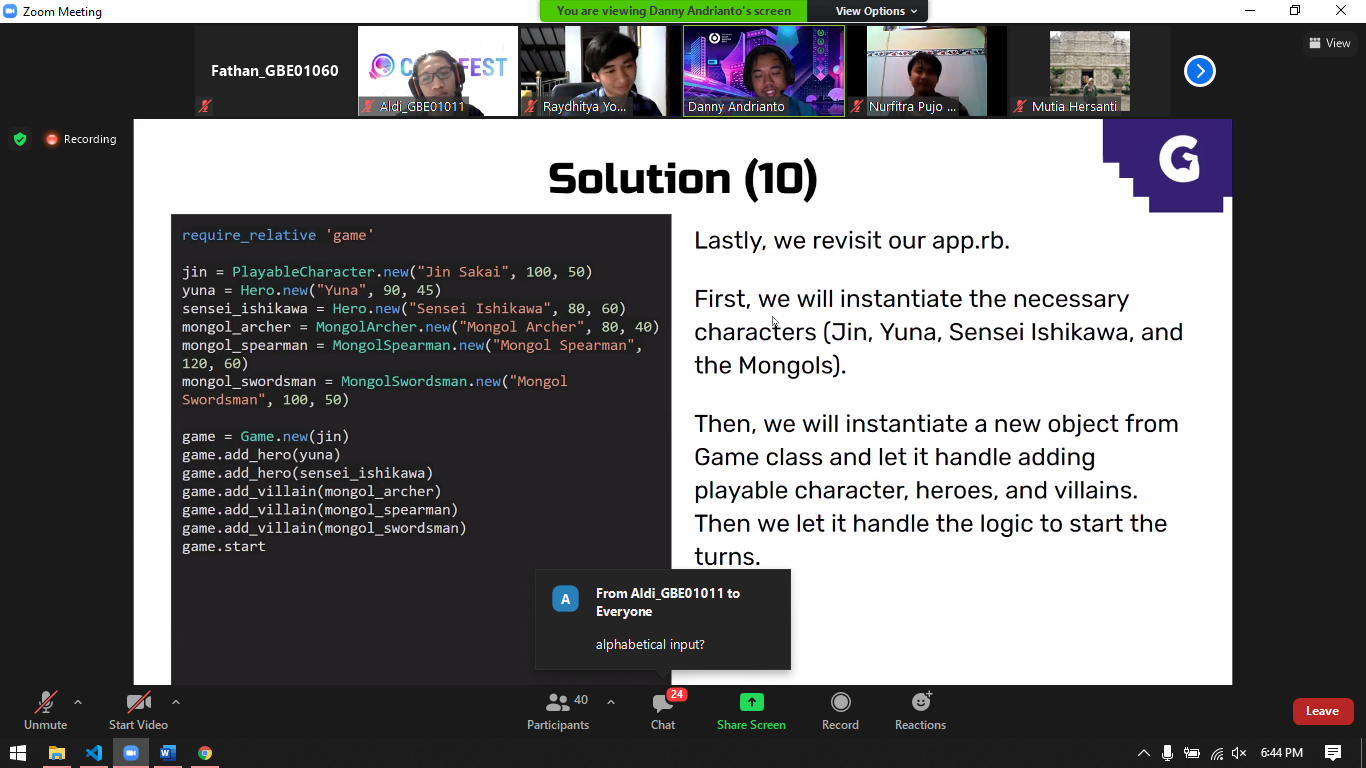 Zoom Meeting
You are viewing Danny Andrianto's screen
View Options
Fathan_GBE01060
Aldi_GBE01011
Raydhitya Yo...
Danny Andrianto
Nurfitra Pujo ...
Mutia Hersanti
View
Recording
G
Solution (10)
require_relative 'game'
jin = PlayableCharacter.new("Jin Sakai", 100, 50)
yuna = Hero.new("Yuna", 90, 45)
sensei_ishikawa = Hero.new("Sensei Ishikawa", 80, 60)
mongol_archer = MongolArcher.new("Mongol Archer", 80, 40)
mongol_spearman = MongolSpearman.new("Mongol Spearman",
120, 60)
mongol_swordsman = MongolSwordsman.new("Mongol
Swordsman", 100, 50)
game = Game.new(jin)
game.add_hero(yuna)
game.add_hero(sensei_ishikawa)
game.add_villain(mongol_archer)
game.add_villain(mongol_spearman)
game.add_villain(mongol_swordsman)
game.start
Lastly, we revisit our app.rb.
First, we will instantiate the necessary
characters (Jin, Yuna, Sensei Ishikawa, and
the Mongols).
Then, we will instantiate a new object from
Game class and let it handle adding
playable character, heroes, and villains.
Then we let it handle the logic to start the
turns.
A
From Aldi_GBE01011 to
Everyone
alphabetical input?
Unmute
Start Video
40
Participants
24
Chat
Share Screen
Record
Reactions
Leave
6:44 PM